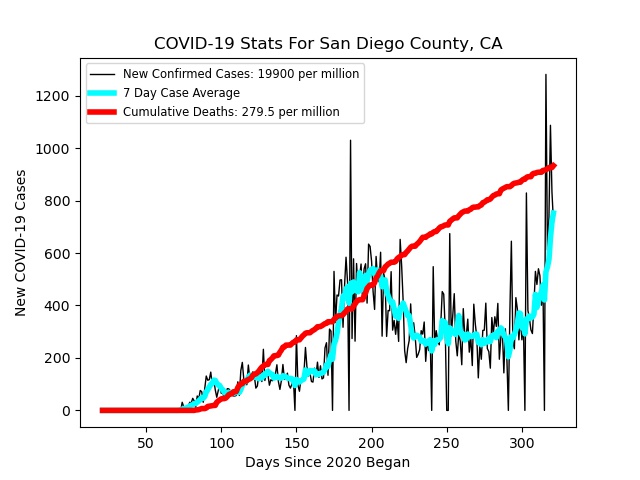 COVID-19 Stats For San Diego County, CA
New Confirmed Cases: 19900 per million
7 Day Case Average
Cumulative Deaths: 279.5 per million
New COVID-19 Cases
1200
1000
800
600
400
200
0
50 100 150 200 250 300
Days Since 2020 Began